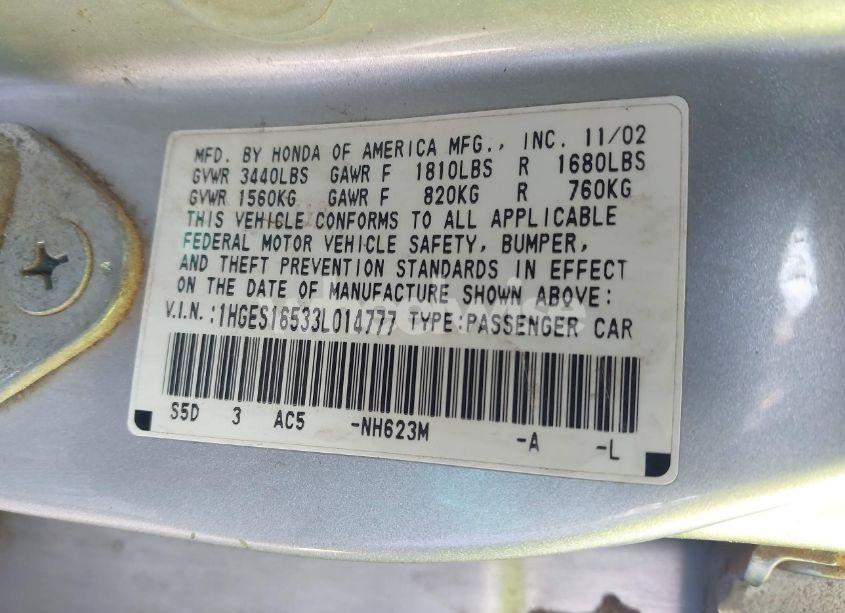 MFD. BY HONDA OF AMERICA MFG., INC. 11/02
GVWR 3440LBS GAWR F 1810LBS R 1680LBS
GVWR 1560KG GAWR F 820KG R 760KG
THIS VEHICLE CONFORMS TO ALL APPLICABLE
FEDERAL MOTOR VEHICLE SAFETY, BUMPER,
AND THEFT PREVENTION STANDARDS IN EFFECT
ON THE DATE OF MANUFACTURE SHOWN ABOVE:
V.I.N.:1HGES16533L014777 TYPE:PASSENGER CAR
S5D 3 AC5 -NH623M -A -L